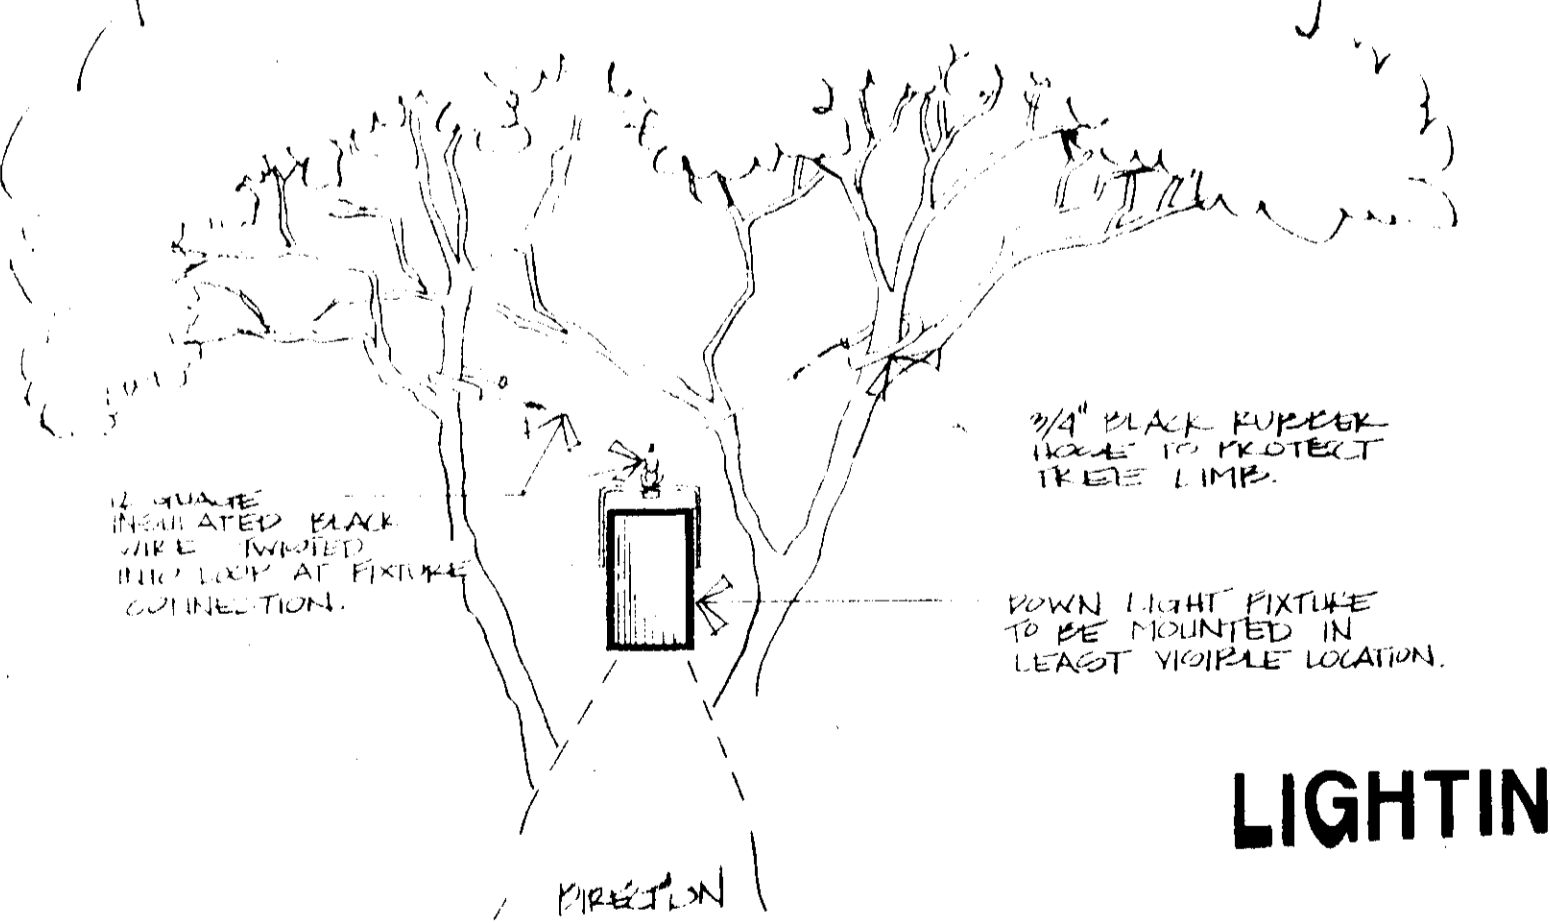 3/4" BLACK RUBBER
HOSE TO PROTECT
TREE LIMB.
12 GUAGE
INSULATED BLACK
WIRE TWISTED
INTO LOOP AT FIXTURE
CONNECTION.
DOWN LIGHT FIXTURE
TO BE MOUNTED IN
LEAST VISIBLE LOCATION.
LIGHTIN
DIRECTION